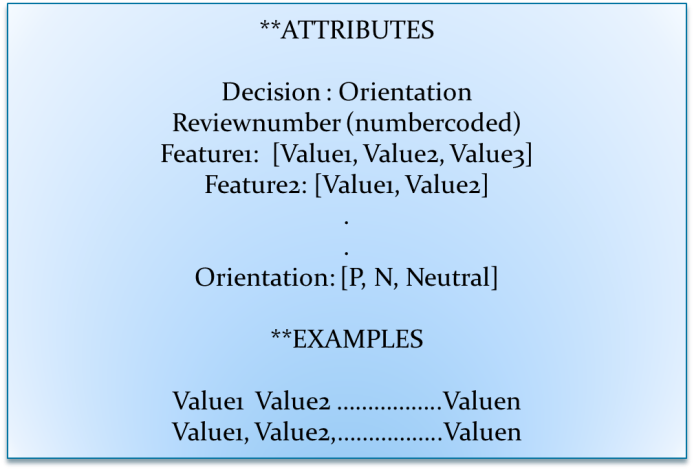 **ATTRIBUTES
Decision : Orientation
Reviewnumber (numbercoded)
Feature1: [Value1, Value2, Value3]
Feature2: [Value1, Value2]
.
.
Orientation: [P, N, Neutral]
**EXAMPLES
Value1 Value2 .................Valuen
Value1, Value2,.................Valuen